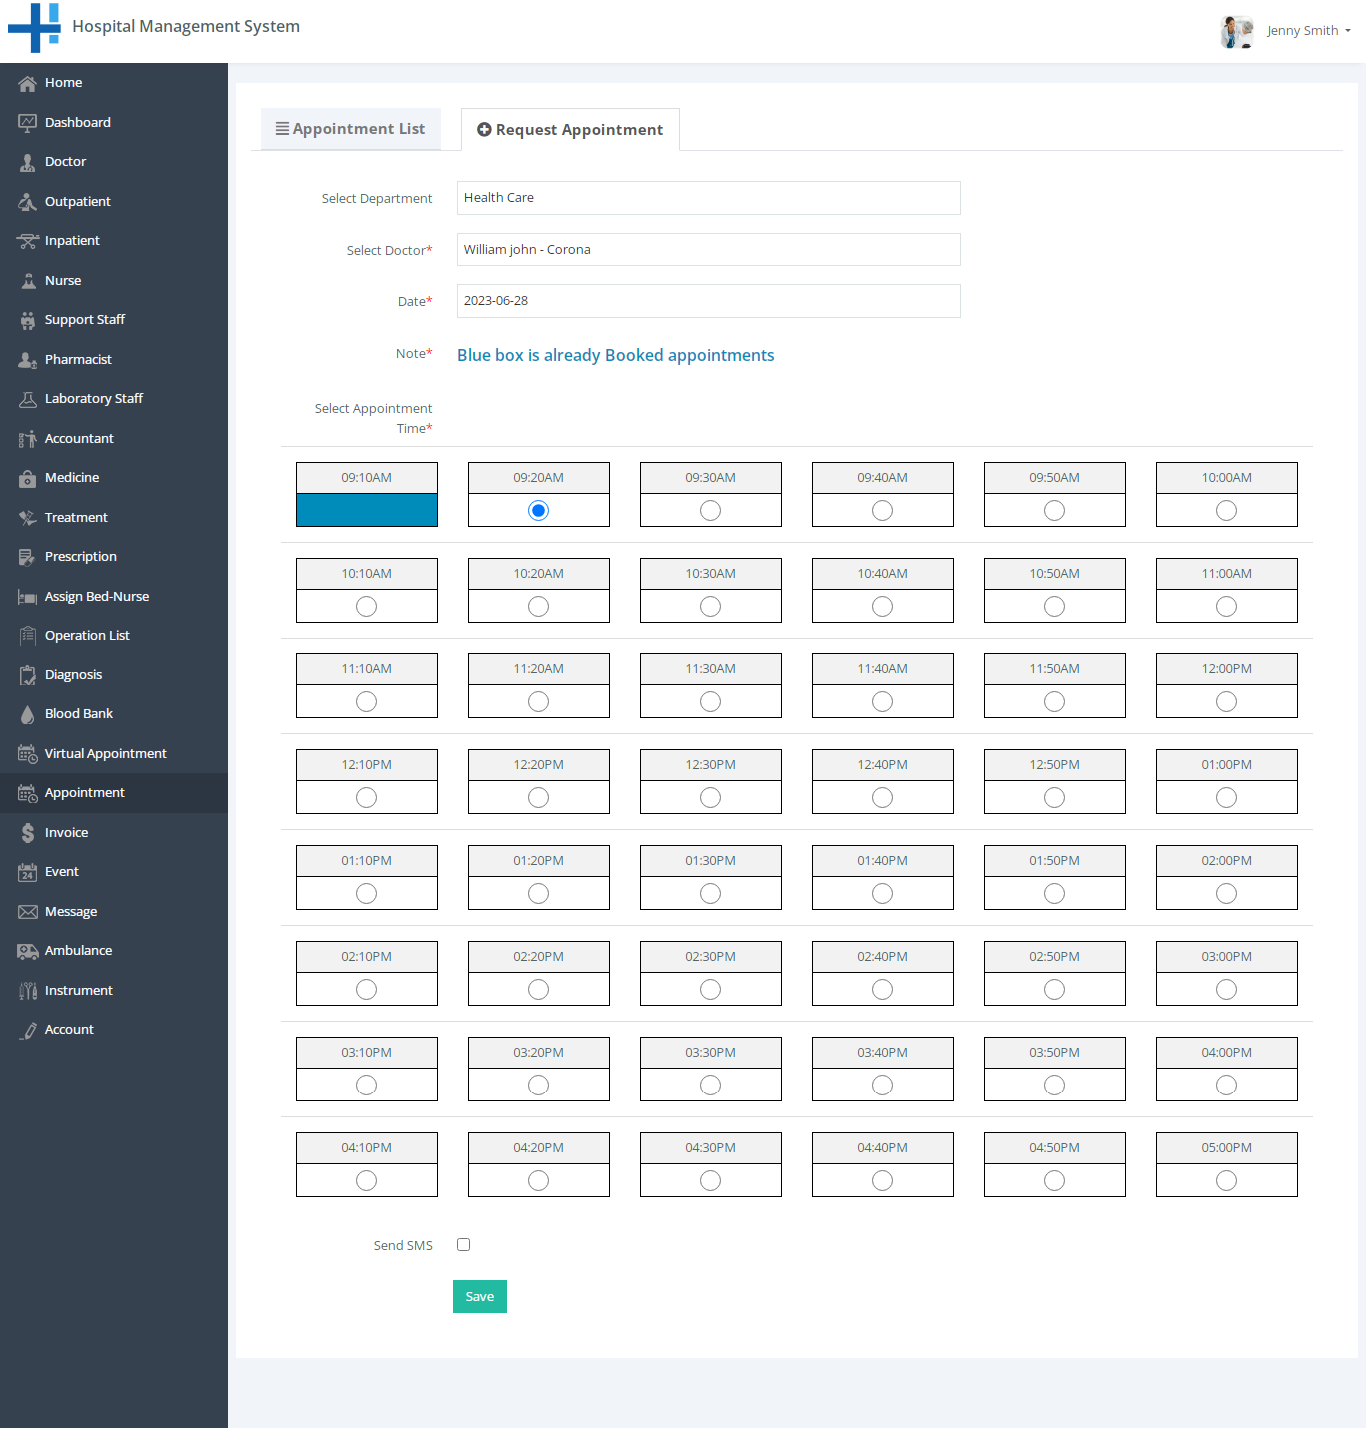 Hospital Management System
Jenny Smith
Home
Dashboard
Doctor
Outpatient
Inpatient
Nurse
Support Staff
Pharmacist
Laboratory Staff
Accountant
Medicine
Treatment
Prescription
Assign Bed-Nurse
Operation List
Diagnosis
Blood Bank
Virtual Appointment
Appointment
Invoice
24
Event
Message
Ambulance
Instrument
Account
Appointment List
Request Appointment
Select Department
Health Care
Select Doctor*
William john - Corona
Date*
2023-06-28
Note*
Blue box is already Booked appointments
Select Appointment
Time*
09:10AM 09:20AM 09:30AM 09:40AM 09:50AM 10:00AM
10:10AM 10:20AM 10:30AM 10:40AM 10:50AM 11:00AM
11:10AM 11:20AM 11:30AM 11:40AM 11:50AM 12:00PM
12:10PM 12:20PM 12:30PM 12:40PM 12:50PM 01:00PM
01:10PM 01:20PM 01:30PM 01:40PM 01:50PM 02:00PM
02:10PM 02:20PM 02:30PM 02:40PM 02:50PM 03:00PM
03:10PM 03:20PM 03:30PM 03:40PM 03:50PM 04:00PM
04:10PM 04:20PM 04:30PM 04:40PM 04:50PM 05:00PM
Send SMS
Save